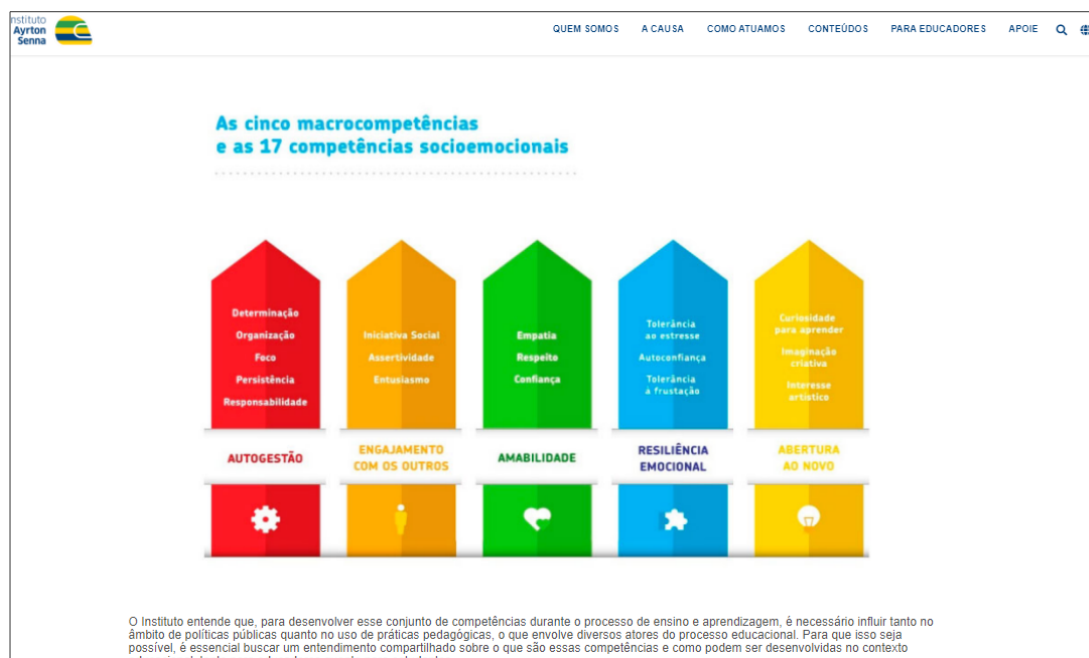 nstituto
Ayrton
Senna
QUEM SOMOS A CAUSA COMO ATUAMOS CONTEÚDOS PARA EDUCADORES APOIE
As cinco macrocompetências
e as 17 competências socioemocionais
Determinação
Organização
Foco
Persistência
Responsabilidade
AUTOGESTÃO
Iniciativa Social
Assertividade
Entusiasmo
ENGAJAMENTO
COM OS OUTROS
Empatia
Respeito
Confiança
AMABILIDADE
Tolerância
ao estresse
Autoconfiança
Tolerância
à frustação
RESILIÊNCIA
EMOCIONAL
Curiosidade
para aprender
Imaginação
criativa
Interesse
artístico
ABERTURA
AO NOVO
O Instituto entende que, para desenvolver esse conjunto de competências durante o processo de ensino e aprendizagem, é necessário influir tanto no
âmbito de políticas públicas quanto no uso de práticas pedagógicas, o que envolve diversos atores do processo educacional. Para que isso seja
possível, é essencial buscar um entendimento compartilhado sobre o que são essas competências e como podem ser desenvolvidas no contexto